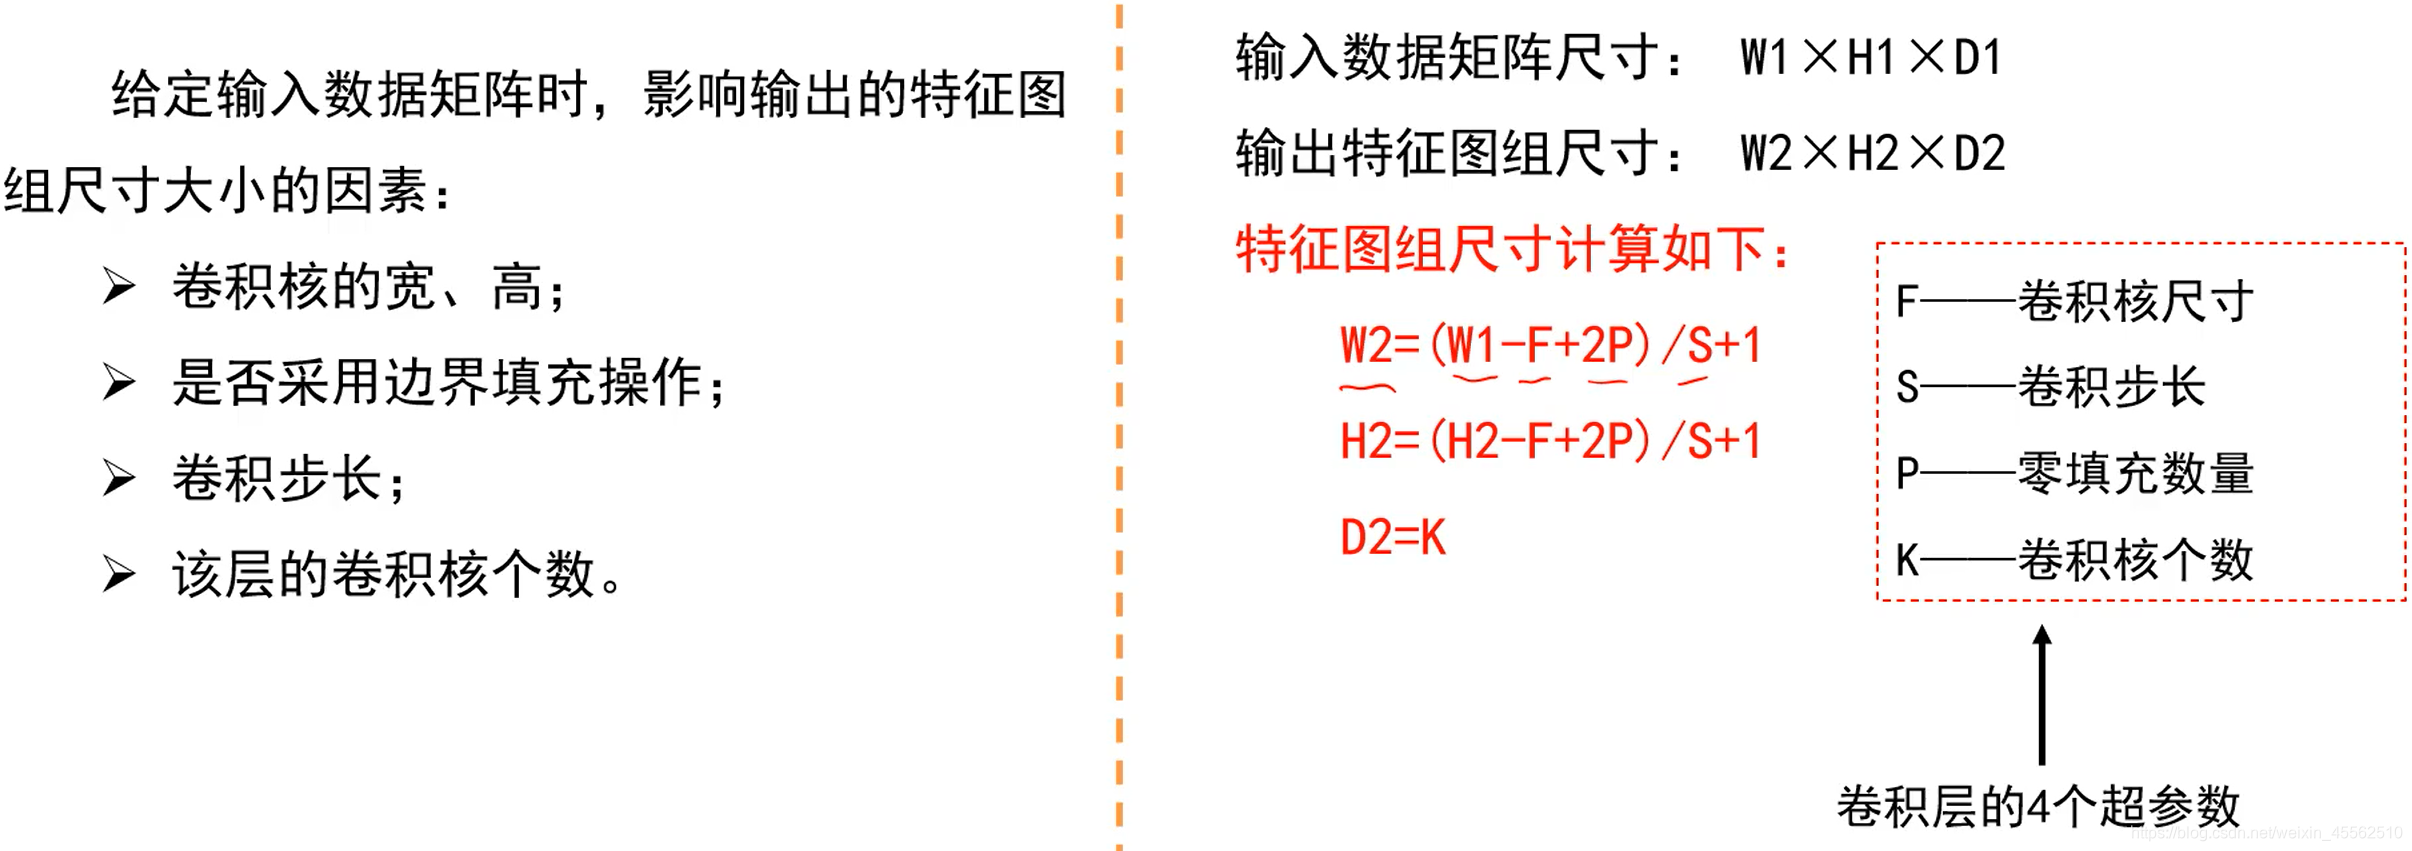 给定输入数据矩阵时，影响输出的特征图
组尺寸大小的因素：
➢ 卷积核的宽、高；
➢ 是否采用边界填充操作；
➢ 卷积步长；
➢ 该层的卷积核个数。
输入数据矩阵尺寸： W1×H1×D1
输出特征图组尺寸： W2×H2×D2
特征图组尺寸计算如下：
W2=(W1-F+2P)/S+1
H2=(H2-F+2P)/S+1
D2=K
F——卷积核尺寸
S——卷积步长
P——零填充数量
K——卷积核个数
卷积层的4个超参数
https://blog.csdn.net/weixin_45562510